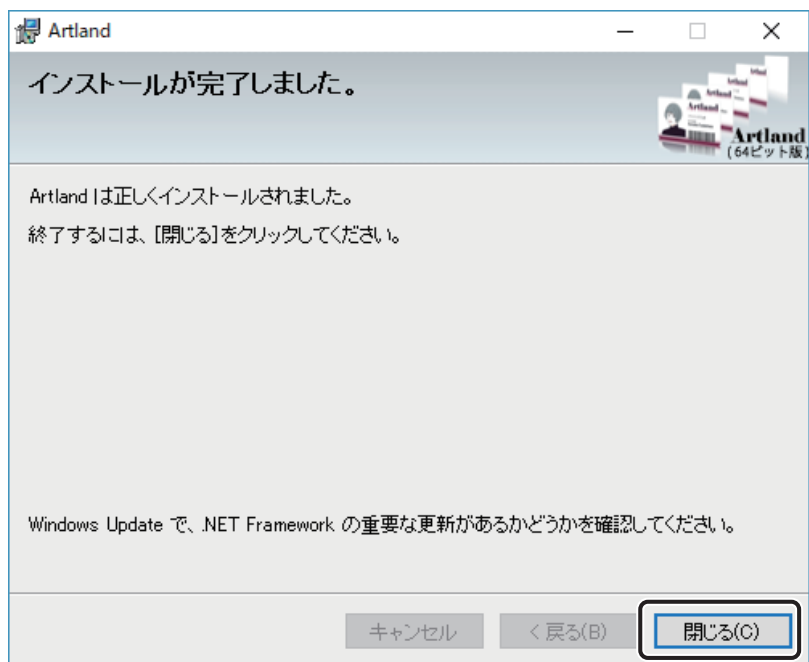 Artland
インストールが完了しました。
Artland
(64ビット版)
Artland は正しくインストールされました。
終了するには、[閉じる]をクリックしてください。
Windows Update で、.NET Framework の重要な更新があるかどうかを確認してください。
キャンセル
< 戻る(B)
閉じる(C)